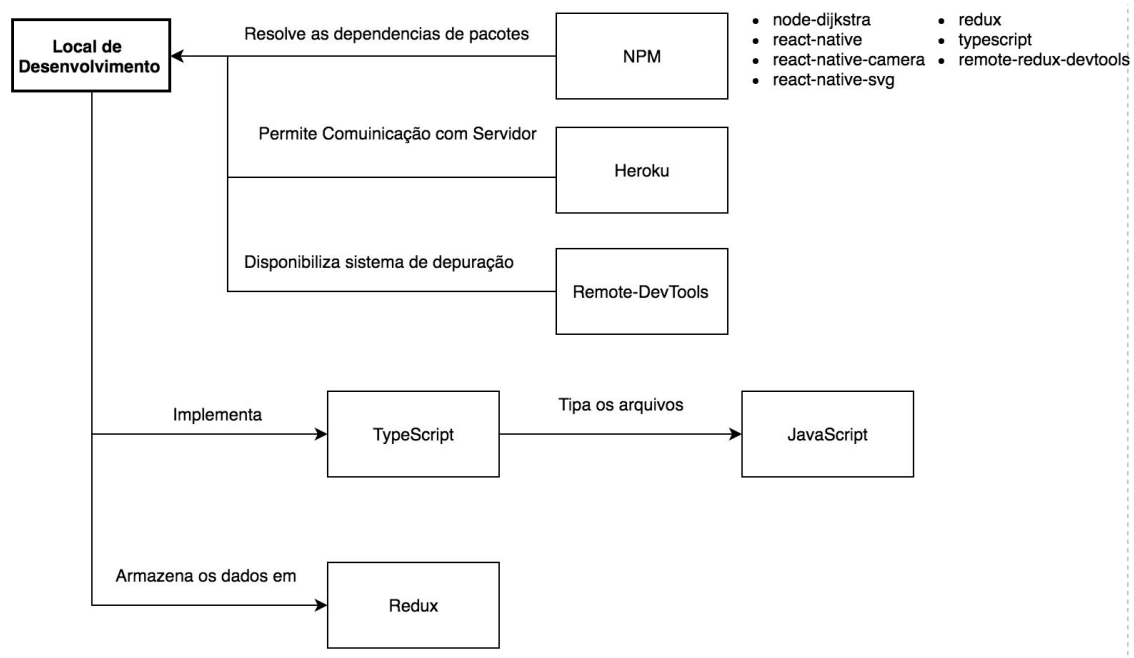 Local de
Desenvolvimento
Resolve as dependencias de pacotes
NPM
• node-dijkstra
• react-native
• react-native-camera
• react-native-svg
• redux
• typescript
• remote-redux-devtools
Permite Comuinicação com Servidor
Heroku
Disponibiliza sistema de depuração
Remote-DevTools
Implementa
TypeScript
Tipa os arquivos
JavaScript
Armazena os dados em
Redux